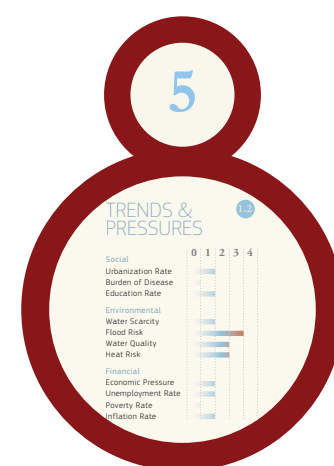 5
TRENDS & 1.2
PRESSURES
0 1 2 3 4
Social
Urbanization Rate
Burden of Disease
Education Rate
Environmental
Water Scarcity
Flood Risk
Water Quality
Heat Risk
Financial
Economic Pressure
Unemployment Rate
Poverty Rate
Inflation Rate